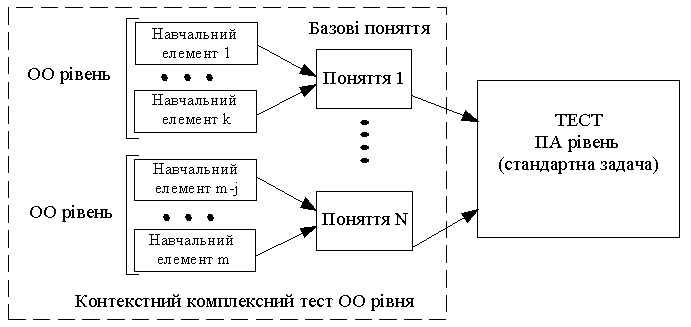 Базові поняття
ОО рівень
Навчальний
елемент 1
Навчальний
елемент k
Поняття 1
ОО рівень
Навчальний
елемент m-j
Навчальний
елемент m
Поняття N
ТЕСТ
ПА рівень
(стандартна задача)
Контекстний комплексний тест ОО рівня